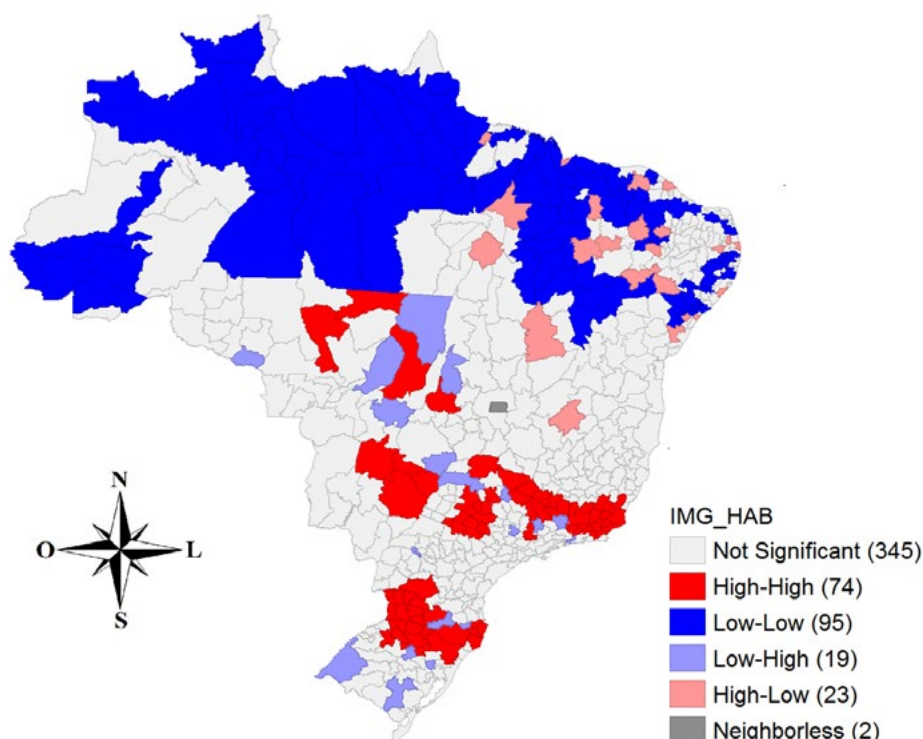 N
O L
S
IMG_HAB
Not Significant (345)
High-High (74)
Low-Low (95)
Low-High (19)
High-Low (23)
Neighborless (2)